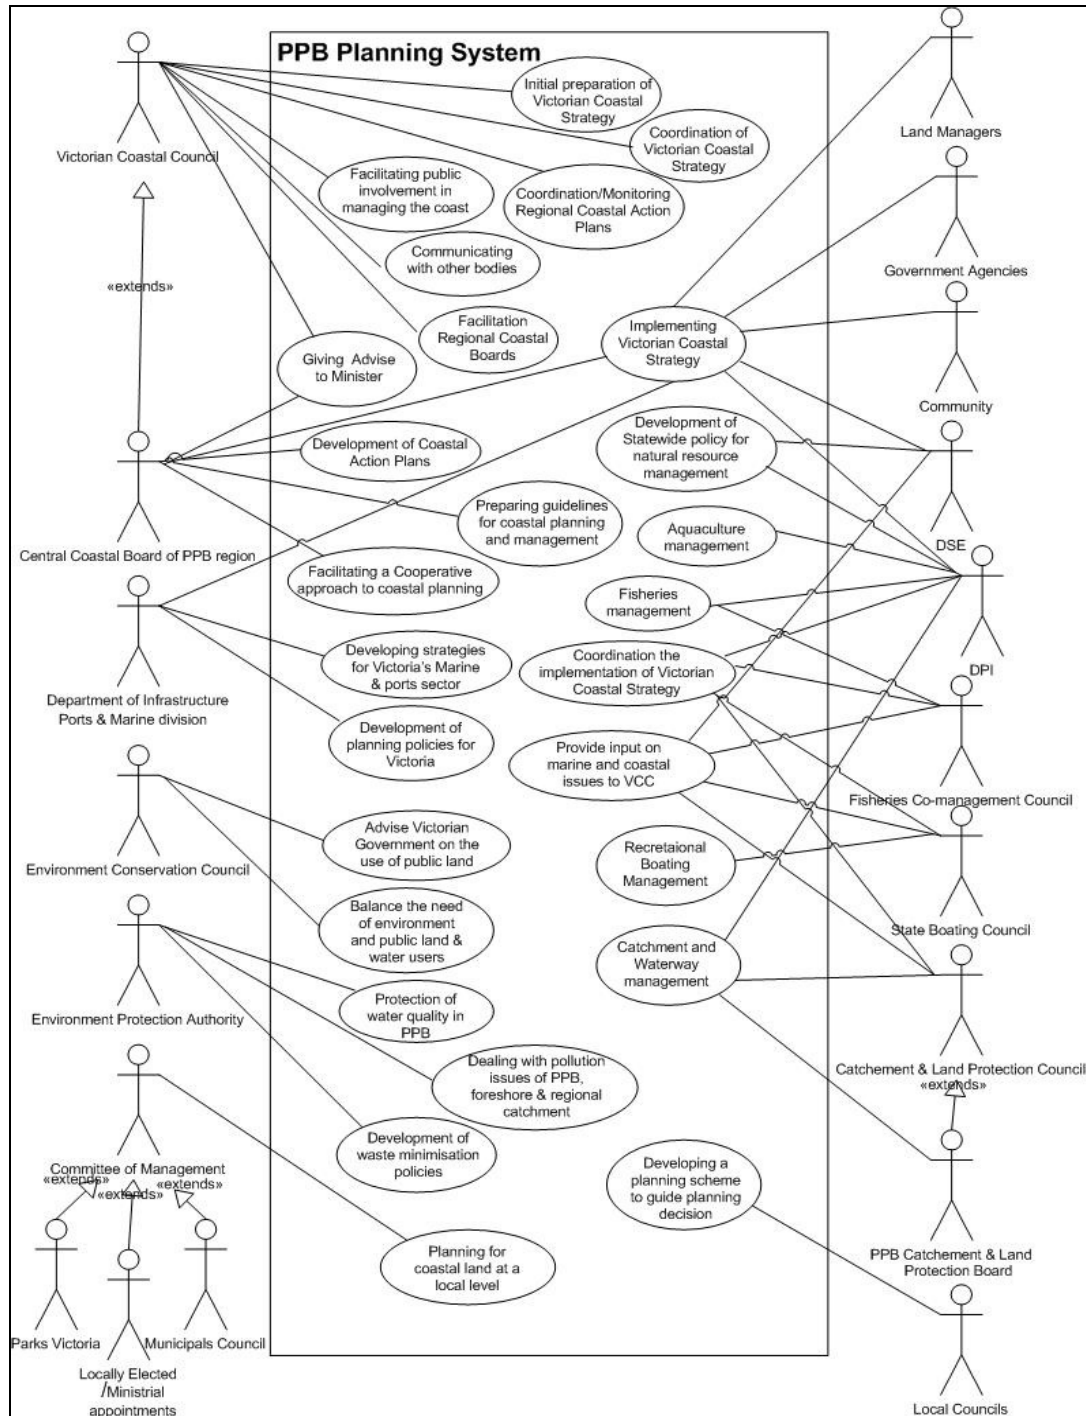 PPB Planning System
Victorian Coastal Council
«extends»
Central Coastal Board of PPB region
Department of Infrastructure
Ports & Marine division
Environment Conservation Council
Environment Protection Authority
Committee of Management
«extends»
«extends»
«extends»
Parks Victoria
Locally Elected
/Ministrial
appointments
Municipals Council
Initial preparation of
Victorian Coastal
Strategy
Coordination of
Victorian Coastal
Strategy
Facilitating public
involvement in
managing the coast
Coordination/Monitoring
Regional Coastal Action
Plans
Communicating
with other bodies
Facilitation
Regional Coastal
Boards
Giving Advise
to Minister
Implementing
Victorian Coastal
Strategy
Development of Coastal
Action Plans
Development of
Statewide policy for
natural resource
management
Preparing guidelines
for coastal planning
and management
Aquaculture
management
Facilitating a Cooperative
approach to coastal planning
Fisheries
management
Developing strategies
for Victoria's Marine
& ports sector
Coordination the
implementation of Victorian
Coastal Strategy
Development of
planning policies for
Victoria
Provide input on
marine and coastal
issues to VCC
Advise Victorian
Government on the
use of public land
Recretaional
Boating
Management
Balance the need
of environment
and public land &
water users
Catchment and
Waterway
management
Protection of
water quality in
PPB
Dealing with pollution
issues of PPB,
foreshore & regional
catchment
Development of
waste minimisation
policies
Developing a
planning scheme
to guide planning
decision
Planning for
coastal land at a
local level
Land Managers
Government Agencies
Community
DSE
DPI
Fisheries Co-management Council
State Boating Council
Catchement & Land Protection Council
«extends»
PPB Catchement & Land
Protection Board
Local Councils